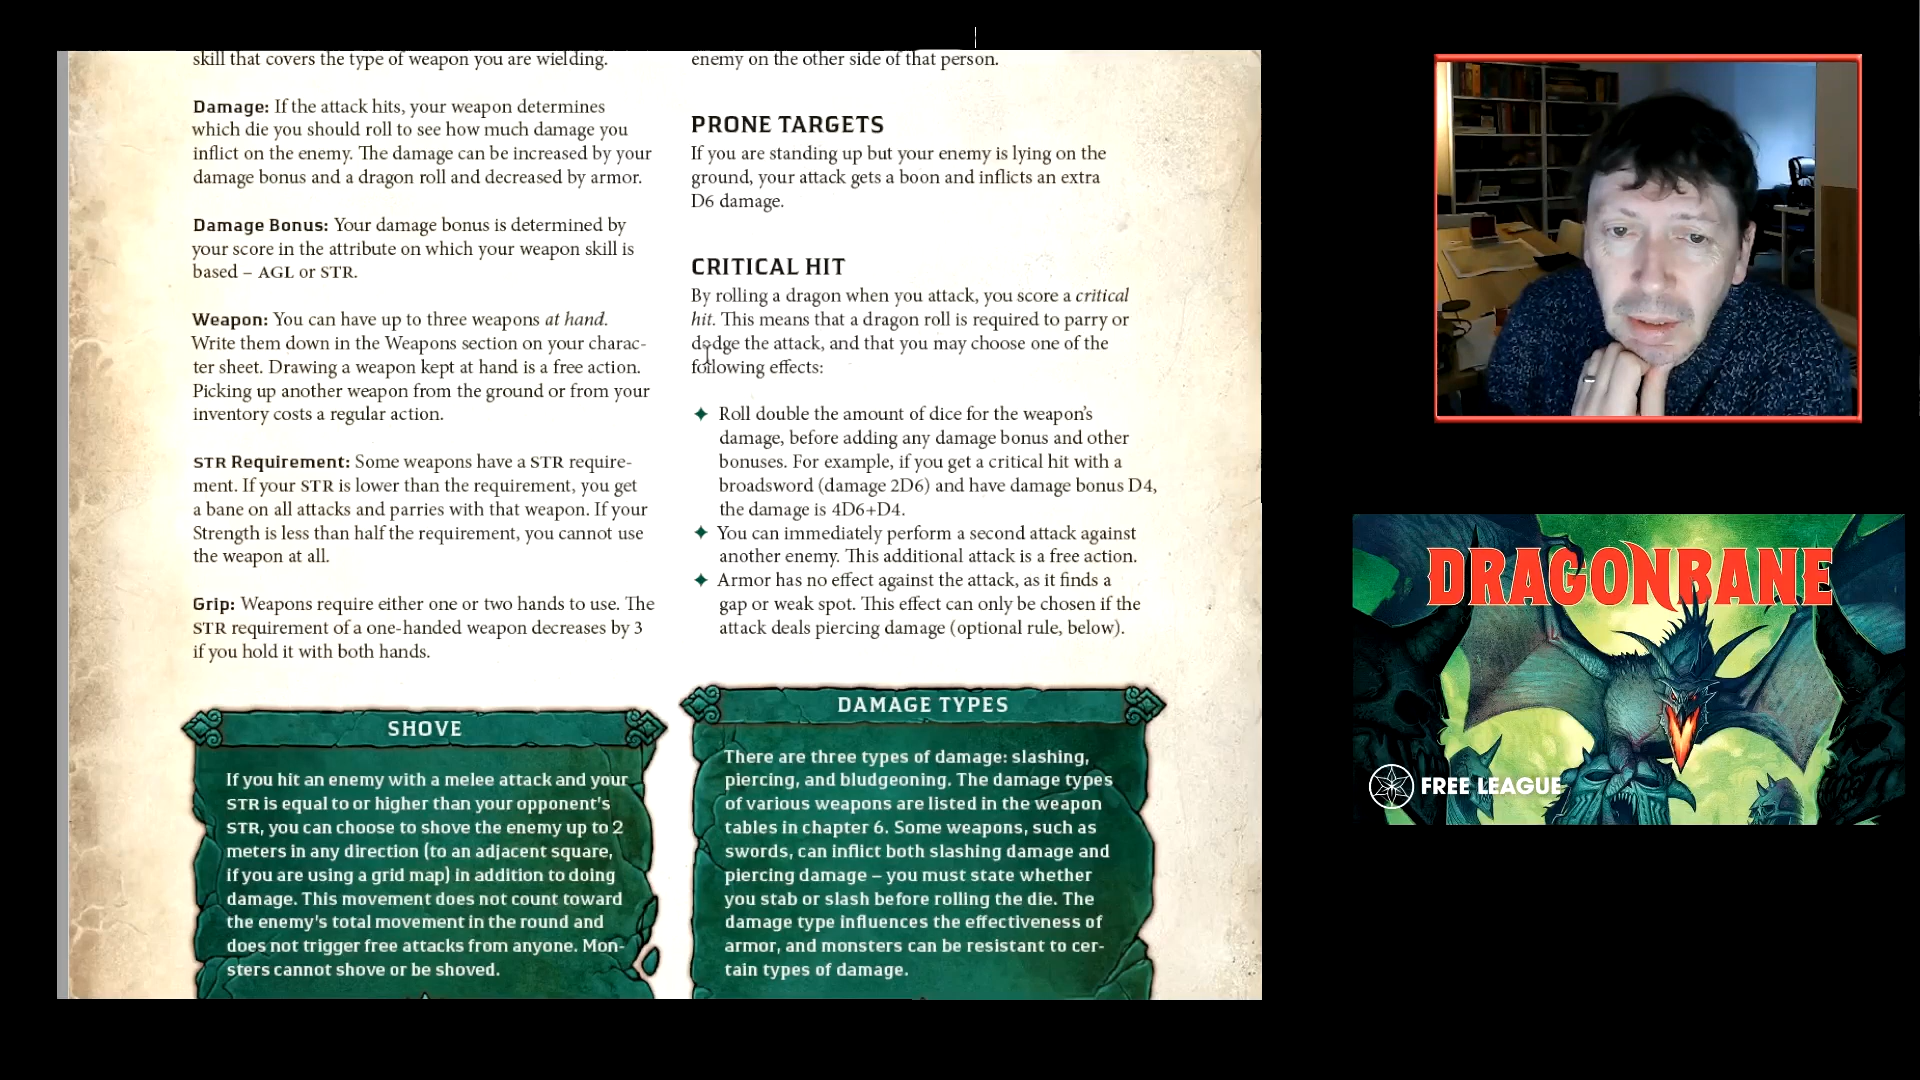 skill that covers the type of weapon you are wielding.
Damage: If the attack hits, your weapon determines
which die you should roll to see how much damage you
inflict on the enemy. The damage can be increased by your
damage bonus and a dragon roll and decreased by armor.
Damage Bonus: Your damage bonus is determined by
your score in the attribute on which your weapon skill is
based – AGL or STR.
Weapon: You can have up to three weapons at hand.
Write them down in the Weapons section on your charac-
ter sheet. Drawing a weapon kept at hand is a free action.
Picking up another weapon from the ground or from your
inventory costs a regular action.
STR Requirement: Some weapons have a STR require-
ment. If your STR is lower than the requirement, you get
a bane on all attacks and parries with that weapon. If your
Strength is less than half the requirement, you cannot use
the weapon at all.
Grip: Weapons require either one or two hands to use. The
STR requirement of a one-handed weapon decreases by 3
if you hold it with both hands.
SHOVE
If you hit an enemy with a melee attack and your
STR is equal to or higher than your opponent's
STR, you can choose to shove the enemy up to 2
meters in any direction (to an adjacent square,
if you are using a grid map) in addition to doing
damage. This movement does not count toward
the enemy's total movement in the round and
does not trigger free attacks from anyone. Mon-
sters cannot shove or be shoved.
enemy on the other side of that person.
PRONE TARGETS
If you are standing up but your enemy is lying on the
ground, your attack gets a boon and inflicts an extra
D6 damage.
CRITICAL HIT
By rolling a dragon when you attack, you score a critical
hit. This means that a dragon roll is required to parry or
dodge the attack, and that you may choose one of the
following effects:
✦ Roll double the amount of dice for the weapon's
damage, before adding any damage bonus and other
bonuses. For example, if you get a critical hit with a
broadsword (damage 2D6) and have damage bonus D4,
the damage is 4D6+D4.
✦ You can immediately perform a second attack against
another enemy. This additional attack is a free action.
✦ Armor has no effect against the attack, as it finds a
gap or weak spot. This effect can only be chosen if the
attack deals piercing damage (optional rule, below).
DAMAGE TYPES
There are three types of damage: slashing,
piercing, and bludgeoning. The damage types
of various weapons are listed in the weapon
tables in chapter 6. Some weapons, such as
swords, can inflict both slashing damage and
piercing damage – you must state whether
you stab or slash before rolling the die. The
damage type influences the effectiveness of
armor, and monsters can be resistant to cer-
tain types of damage.
DRAGONBANE
FREE LEAGUE